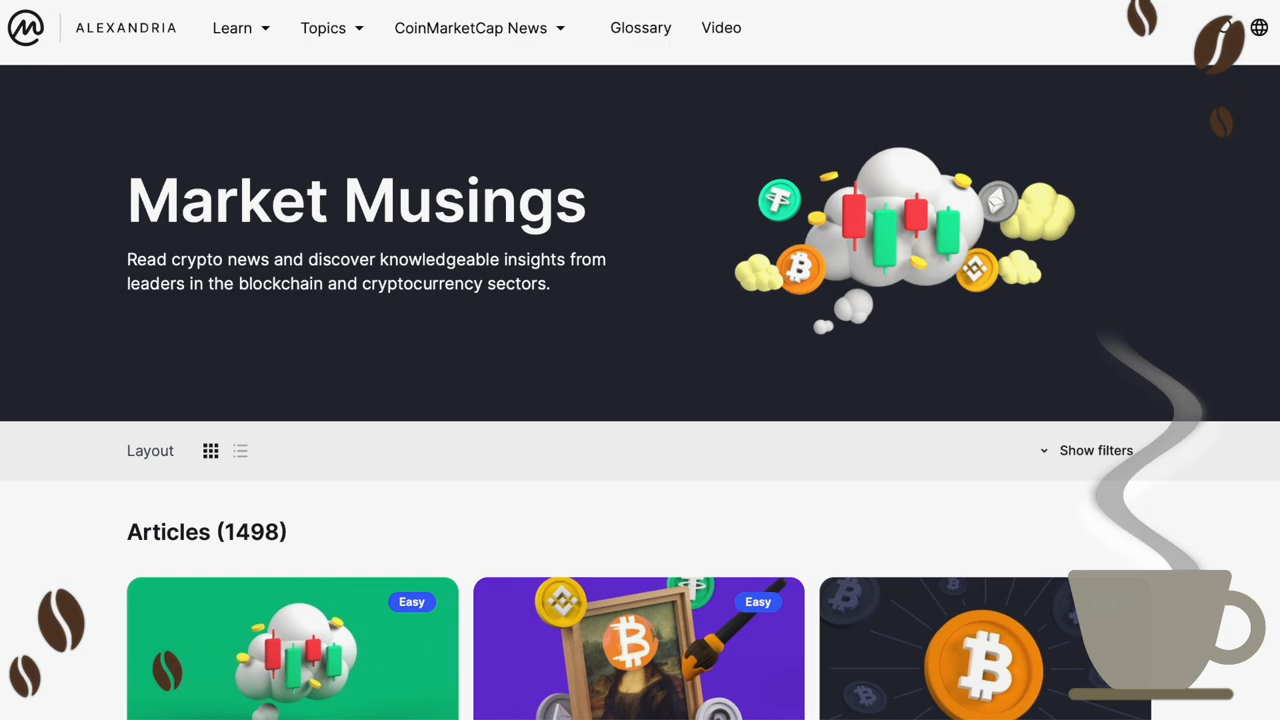 ALEXANDRIA
Learn
Topics
CoinMarketCap News
Glossary
Video
Market Musings
Read crypto news and discover knowledgeable insights from
leaders in the blockchain and cryptocurrency sectors.
Layout
Show filters
Articles (1498)
Easy
Easy